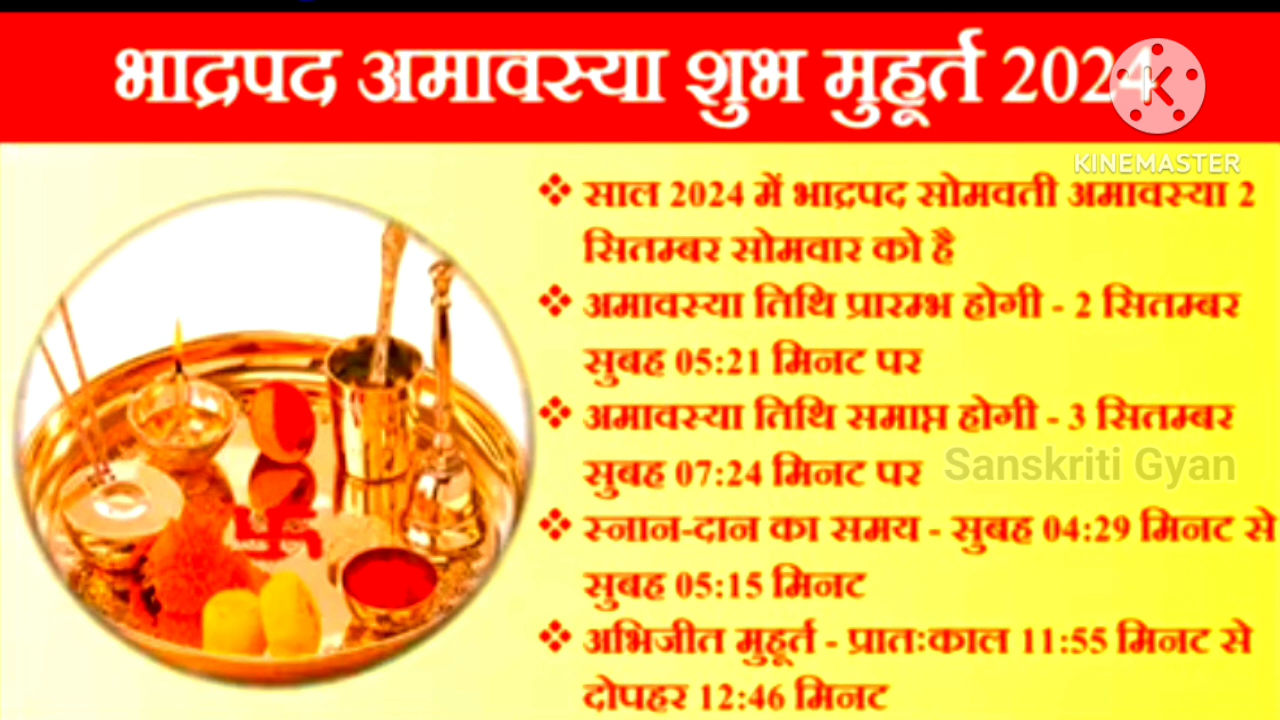 भाद्रपद अमावस्या शुभ मुहूर्त 2024
KINEMASTER
❖ साल 2024 में भाद्रपद सोमवती अमावस्या 2
सितम्बर सोमवार को है
❖ अमावस्या तिथि प्रारम्भ होगी - 2 सितम्बर
सुबह 05:21 मिनट पर
❖ अमावस्या तिथि समाप्त होगी - 3 सितम्बर
सुबह 07:24 मिनट पर
Sanskriti Gyan
❖ स्नान-दान का समय - सुबह 04:29 मिनट से
सुबह 05:15 मिनट
❖ अभिजीत मुहूर्त - प्रातःकाल 11:55 मिनट से
दोपहर 12:46 मिनट